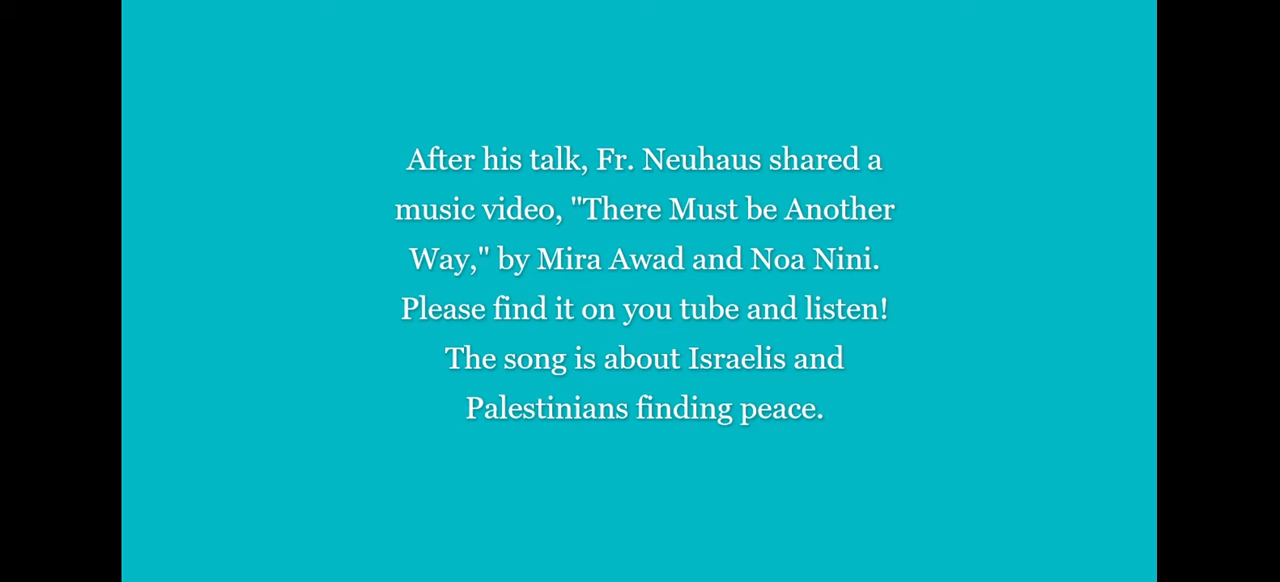 After his talk, Fr. Neuhaus shared a
music video, "There Must be Another
Way," by Mira Awad and Noa Nini.
Please find it on you tube and listen!
The song is about Israelis and
Palestinians finding peace.